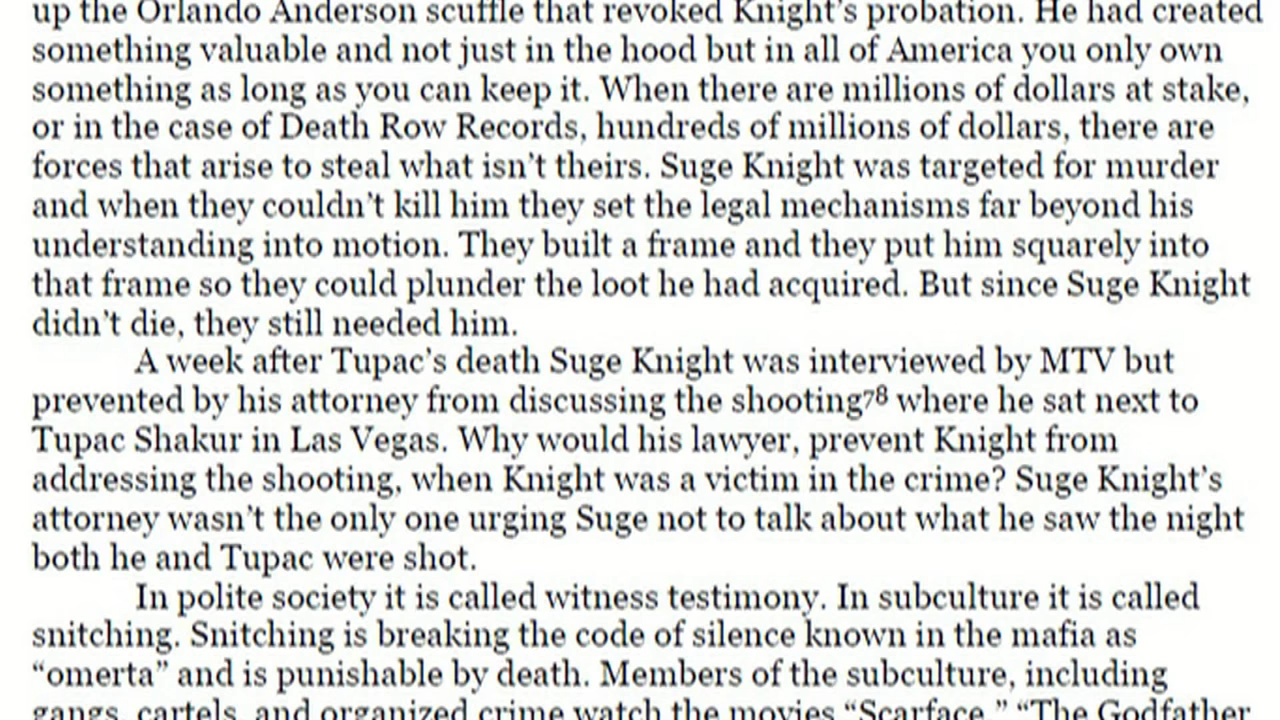 up the Orlando Anderson scuffle that revoked Knight's probation. He had created
something valuable and not just in the hood but in all of America you only own
something as long as you can keep it. When there are millions of dollars at stake,
or in the case of Death Row Records, hundreds of millions of dollars, there are
forces that arise to steal what isn't theirs. Suge Knight was targeted for murder
and when they couldn't kill him they set the legal mechanisms far beyond his
understanding into motion. They built a frame and they put him squarely into
that frame so they could plunder the loot he had acquired. But since Suge Knight
didn't die, they still needed him.
A week after Tupac's death Suge Knight was interviewed by MTV but
prevented by his attorney from discussing the shooting78 where he sat next to
Tupac Shakur in Las Vegas. Why would his lawyer, prevent Knight from
addressing the shooting, when Knight was a victim in the crime? Suge Knight's
attorney wasn't the only one urging Suge not to talk about what he saw the night
both he and Tupac were shot.
In polite society it is called witness testimony. In subculture it is called
snitching. Snitching is breaking the code of silence known in the mafia as
“omerta” and is punishable by death. Members of the subculture, including
gangs, cartels, and organized crime watch the movies “Scarface,” “The Godfather